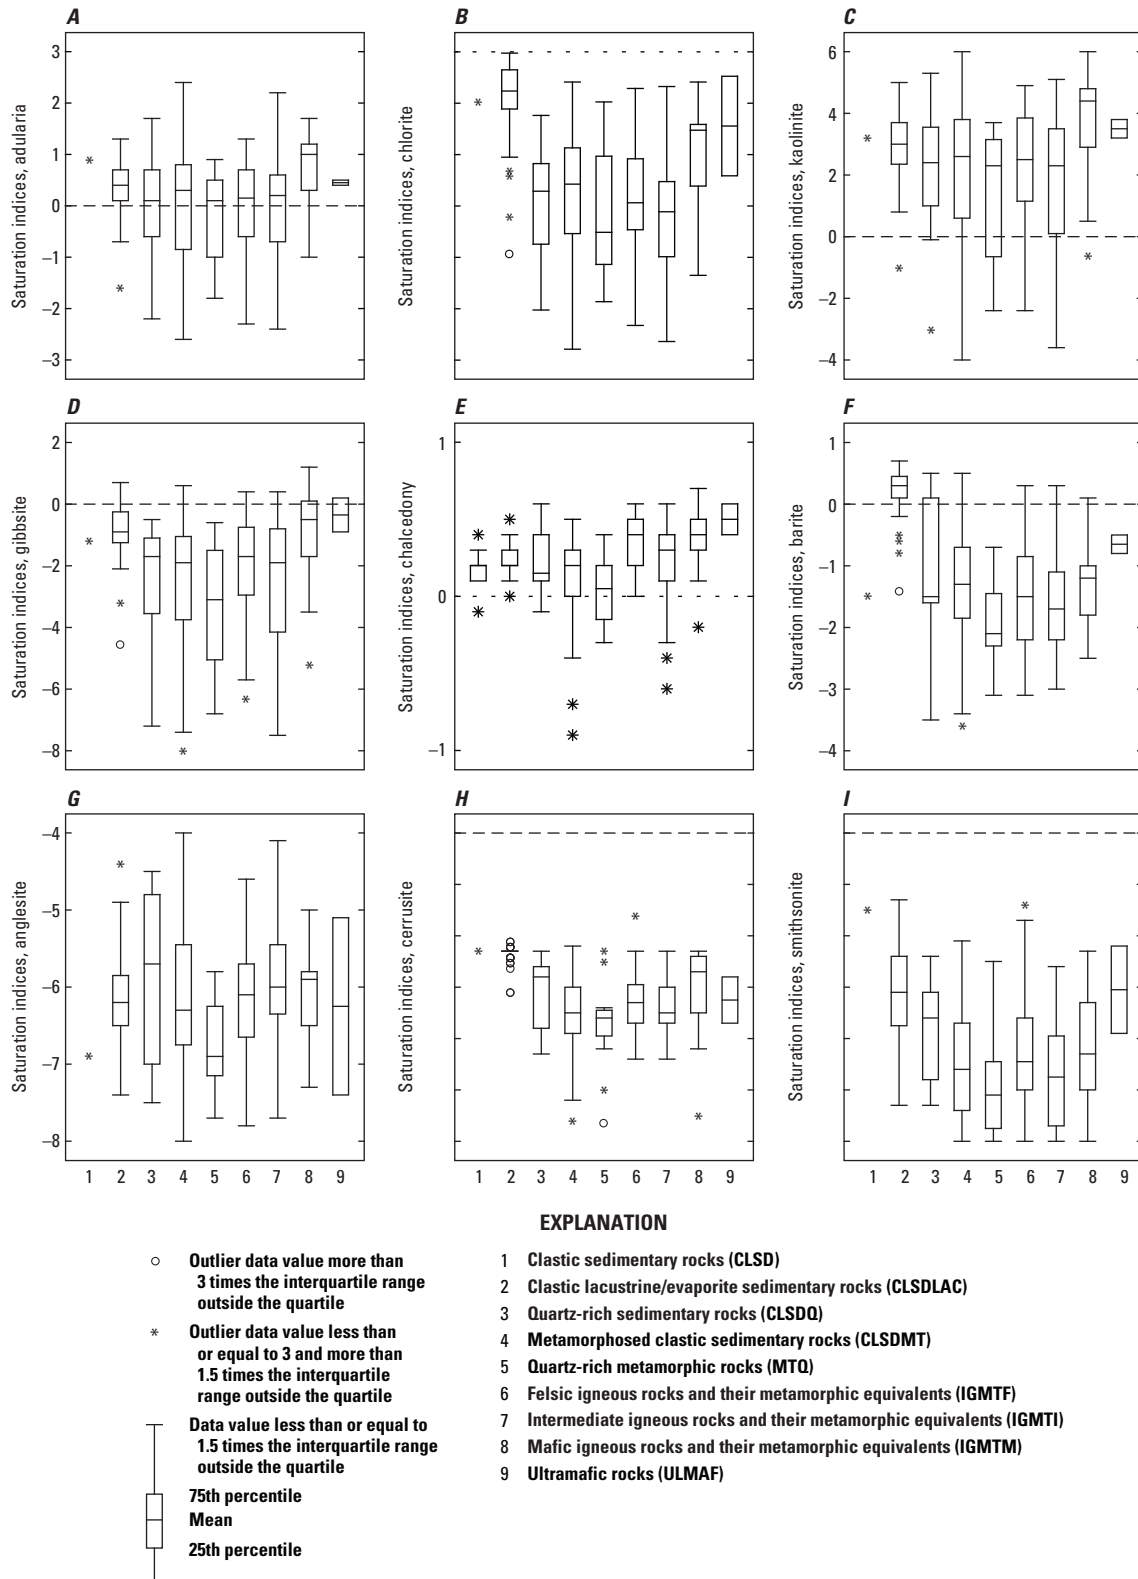 A
B
C
3
2
1
0
−1
−2
−3
Saturation indices, adularia
Saturation indices, chlorite
6
4
2
0
−2
−4
Saturation indices, kaolinite
D
E
F
2
0
−2
−4
−6
−8
Saturation indices, gibbsite
1
0
−1
Saturation indices, chalcedony
1
0
−1
−2
−3
−4
Saturation indices, barite
G
H
I
−4
−5
−6
−7
−8
Saturation indices, anglesite
Saturation indices, cerrusite
Saturation indices, smithsonite
1 2 3 4 5 6 7 8 9
1 2 3 4 5 6 7 8 9
1 2 3 4 5 6 7 8 9
EXPLANATION
Outlier data value more than
3 times the interquartile range
outside the quartile
Outlier data value less than
or equal to 3 and more than
1.5 times the interquartile
range outside the quartile
Data value less than or equal to
1.5 times the interquartile range
outside the quartile
75th percentile
Mean
25th percentile
1 Clastic sedimentary rocks (CLSD)
2 Clastic lacustrine/evaporite sedimentary rocks (CLSDLAC)
3 Quartz-rich sedimentary rocks (CLSDQ)
4 Metamorphosed clastic sedimentary rocks (CLSDMT)
5 Quartz-rich metamorphic rocks (MTQ)
6 Felsic igneous rocks and their metamorphic equivalents (IGMTF)
7 Intermediate igneous rocks and their metamorphic equivalents (IGMTI)
8 Mafic igneous rocks and their metamorphic equivalents (IGMTM)
9 Ultramafic rocks (ULMAF)